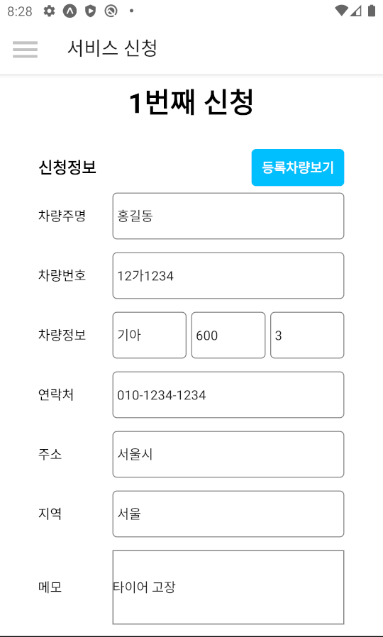 8:28
서비스 신청
1번째 신청
신청정보 등록차량보기
차량주명 홍길동
차량번호 12가1234
차량정보 기아 600 3
연락처 010-1234-1234
주소 서울시
지역 서울
메모 타이어 고장